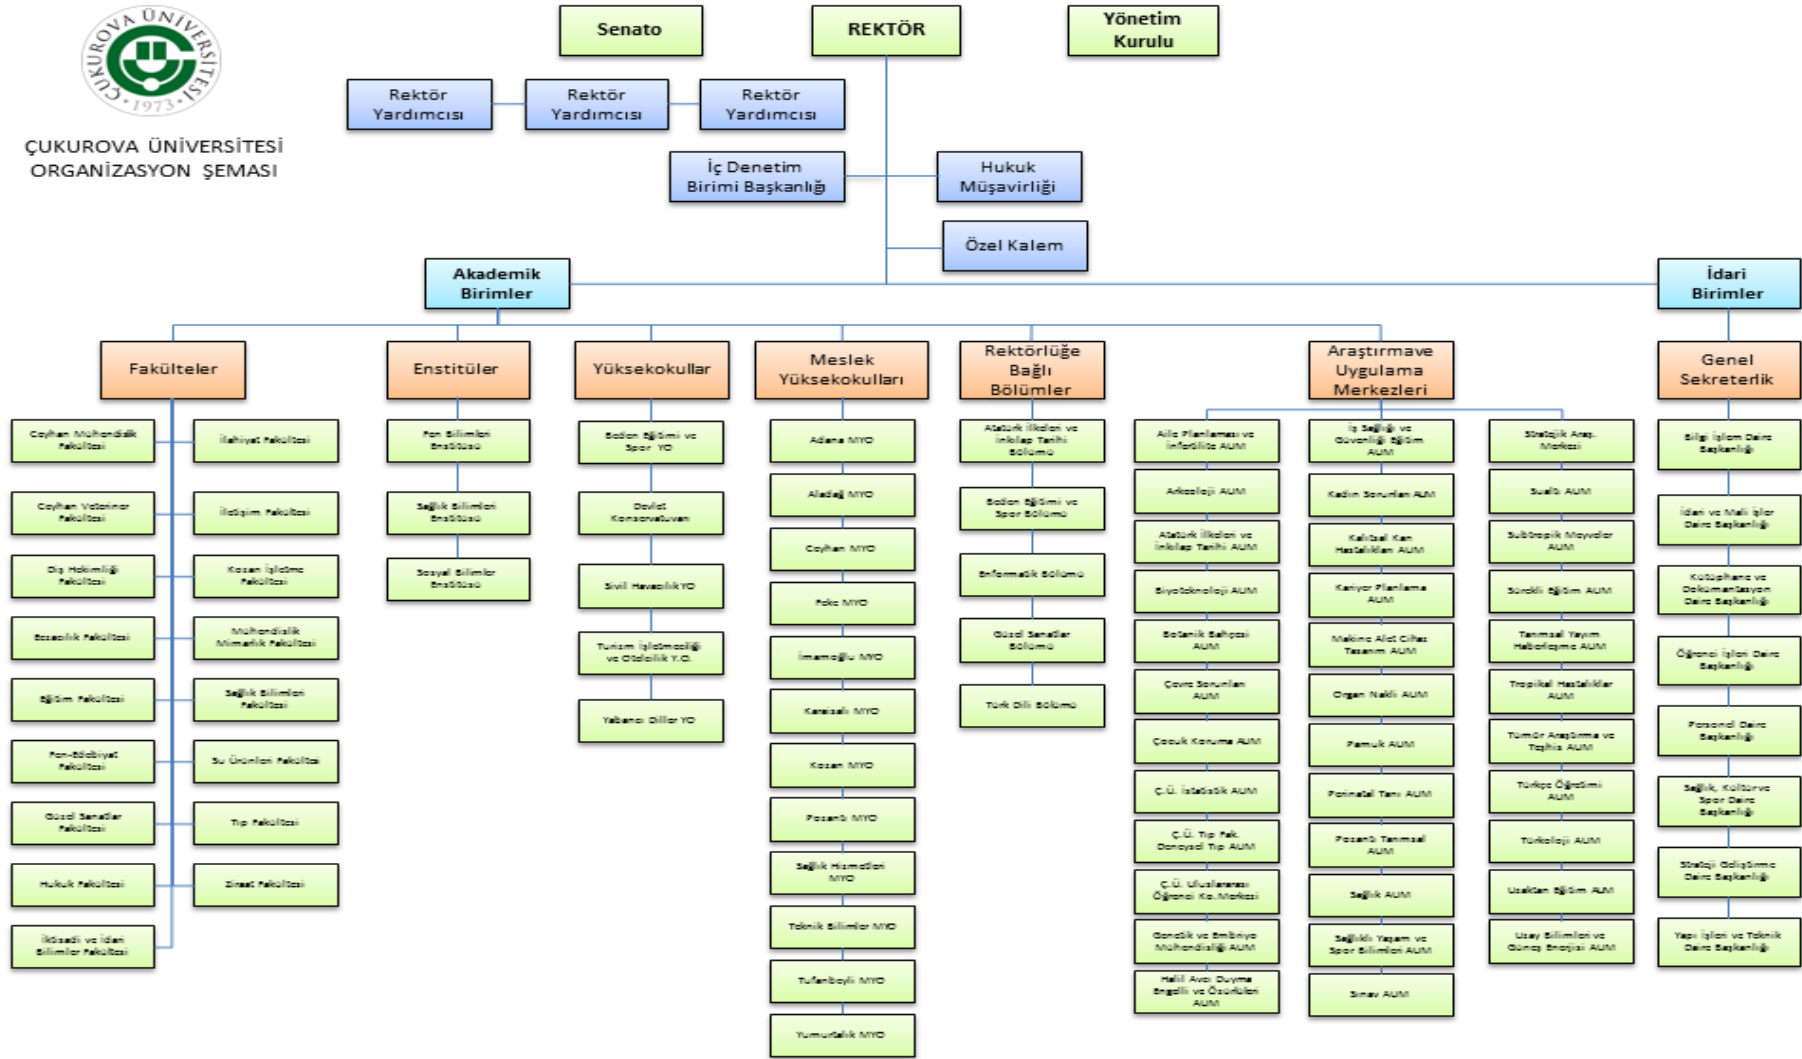 ÇUKUROVA ÜNİVERSİTESİ
1973
ÇUKUROVA ÜNİVERSİTESİ
ORGANİZASYON ŞEMASI
Senato
REKTÖR
Yönetim
Kurulu
Rektör
Yardımcısı
Rektör
Yardımcısı
Rektör
Yardımcısı
İç Denetim
Birimi Başkanlığı
Hukuk
Müşavirliği
Özel Kalem
Akademik
Birimler
İdari
Birimler
Fakülteler
Ceyhan Mühendislik
Fakültesi
Ceyhan Veteriner
Fakültesi
Diş Hekimliği
Fakültesi
Eczacılık Fakültesi
Eğitim Fakültesi
Fen-Edebiyat
Fakültesi
Güzel Sanatlar
Fakültesi
Hukuk Fakültesi
İktisadi ve İdari
Bilimler Fakültesi
İlahiyat Fakültesi
İletişim Fakültesi
Kozan İşletme
Fakültesi
Mühendislik
Mimarlık Fakültesi
Sağlık Bilimleri
Fakültesi
Su Ürünleri Fakültesi
Tıp Fakültesi
Ziraat Fakültesi
Enstitüler
Fen Bilimleri
Enstitüsü
Sağlık Bilimleri
Enstitüsü
Sosyal Bilimler
Enstitüsü
Yüksekokullar
Beden Eğitimi ve
Spor YO
Devlet
Konservatuvarı
Sivil Havacılık YO
Turizm İşletmeciliği
ve Otelcilik Y.O.
Yabancı Diller YO
Meslek
Yüksekokulları
Adana MYO
Aladağ MYO
Ceyhan MYO
Feke MYO
İmamoğlu MYO
Karaisalı MYO
Kozan MYO
Pozantı MYO
Sağlık Hizmetleri
MYO
Teknik Bilimler MYO
Tufanbeyli MYO
Yumurtalık MYO
Rektörlüğe
Bağlı
Bölümler
Atatürk İlkeleri ve
İnkılap Tarihi
Bölümü
Beden Eğitimi ve
Spor Bölümü
Enformatik Bölümü
Güzel Sanatlar
Bölümü
Türk Dili Bölümü
Araştırmave
Uygulama
Merkezleri
Aile Planlaması ve
İnfertilite AUM
Arkeoloji AUM
Atatürk İlkeleri ve
İnkılap Tarihi AUM
Biyoteknoloji AUM
Botanik Bahçesi
AUM
Çevre Sorunları
AUM
Çocuk Koruma AUM
Ç.Ü. İstatistik AUM
Ç.Ü. Tıp Fak.
Deneysel Tıp AUM
Ç.Ü. Uluslararası
Öğrenci Ko.Merkezi
Genetik ve Embriyo
Mühendisliği AUM
Halil Avcı Duyma
Engelli ve Özürlüleri
AUM
İş Sağlığı ve
Güvenliği Eğitim
AUM
Kadın Sorunları AUM
Kalıtsal Kan
Hastalıkları AUM
Kariyer Planlama
AUM
Makine Alet Cihaz
Tasarım AUM
Organ Nakli AUM
Pamuk AUM
Perinatal Tanı AUM
Pozantı Tarımsal
AUM
Sağlık AUM
Sağlıklı Yaşam ve
Spor Bilimleri AUM
Sınav AUM
Stratejik Araş.
Merkezi
Sualtı AUM
Subtropik Meyveler
AUM
Sürekli Eğitim AUM
Tarımsal Yayım
Haberleşme AUM
Tropikal Hastalıklar
AUM
Tümör Araştırma ve
Teşhis AUM
Türkçe Öğretimi
AUM
Türkoloji AUM
Uzaktan Eğitim AUM
Uzay Bilimleri ve
Güneş Enerjisi AUM
Genel
Sekreterlik
Bilgi İşlem Daire
Başkanlığı
İdari ve Mali İşler
Daire Başkanlığı
Kütüphane ve
Dokümantasyon
Daire Başkanlığı
Öğrenci İşleri Daire
Başkanlığı
Personel Daire
Başkanlığı
Sağlık, Kültür ve
Spor Daire
Başkanlığı
Strateji Geliştirme
Daire Başkanlığı
Yapı İşleri ve Teknik
Daire Başkanlığı